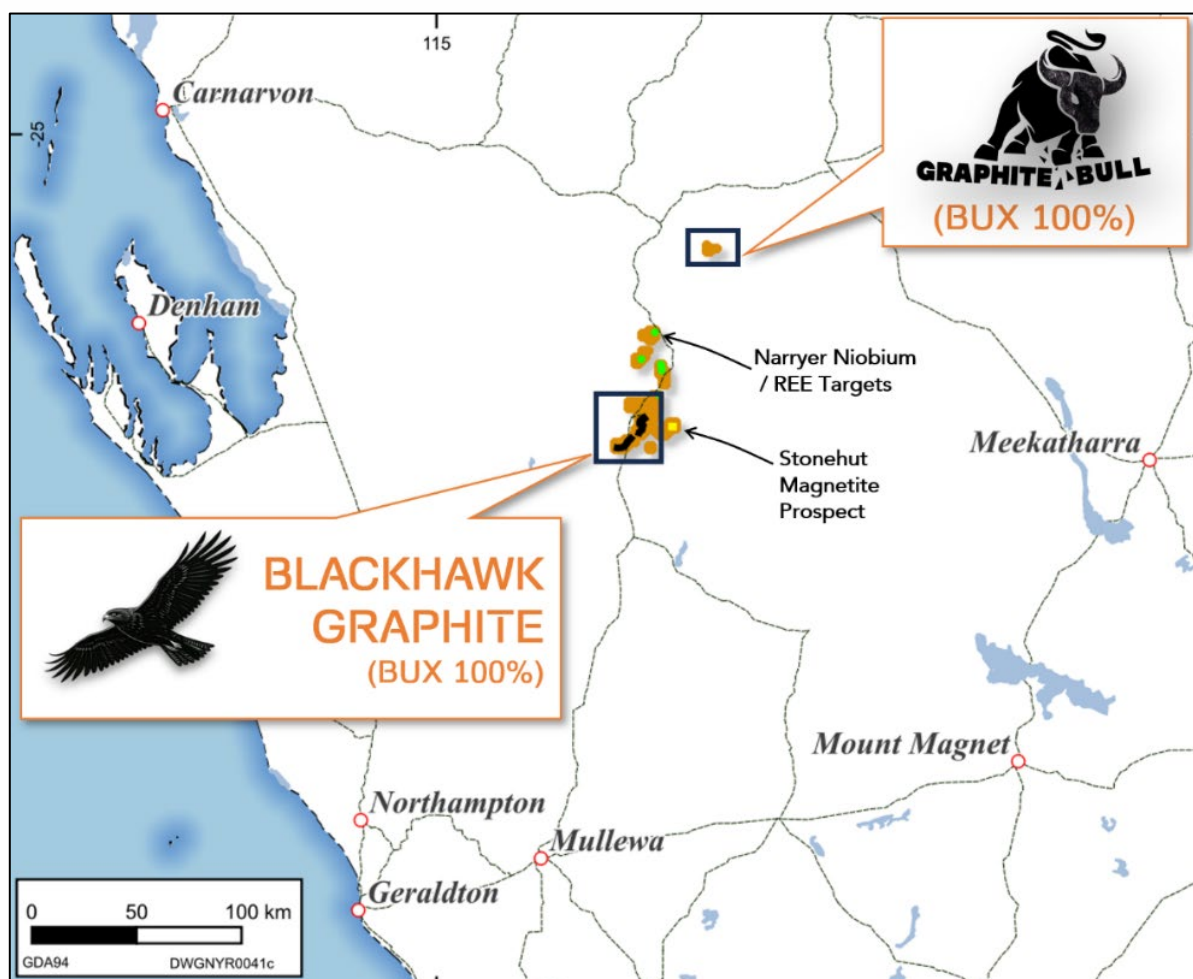 115
-25
Carnarvon
GRAPHITE BULL
(BUX 100%)
Denham
Narryer Niobium
/ REE Targets
Meekatharra
Stonehut
Magnetite
Prospect
BLACKHAWK
GRAPHITE
(BUX 100%)
Mount Magnet
Northampton
Mullewa
Geraldton
0 50 100 km
GDA94 DWGNYR0041c